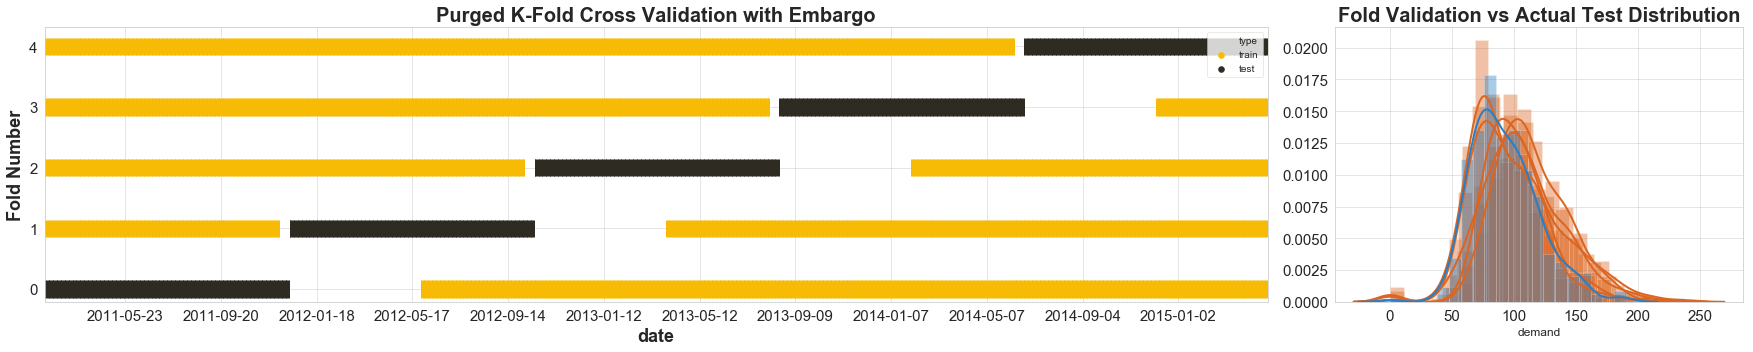 Purged K-Fold Cross Validation with Embargo
type
train
test
Fold Number
4
3
2
1
0
2011-05-23 2011-09-20 2012-01-18 2012-05-17 2012-09-14 2013-01-12 2013-05-12 2013-09-09 2014-01-07 2014-05-07 2014-09-04 2015-01-02
date
Fold Validation vs Actual Test Distribution
0.0200
0.0175
0.0150
0.0125
0.0100
0.0075
0.0050
0.0025
0.0000
0 50 100 150 200 250
demand